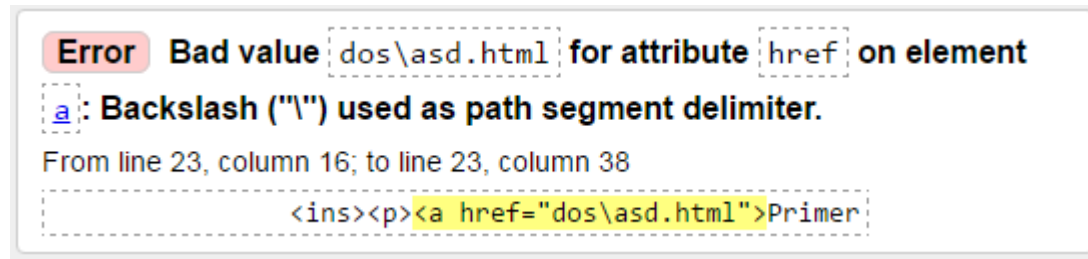 Error Bad value dos\asd.html for attribute href on element
a: Backslash ("\") used as path segment delimiter.
From line 23, column 16; to line 23, column 38
<ins><p><a href="dos\asd.html">Primer